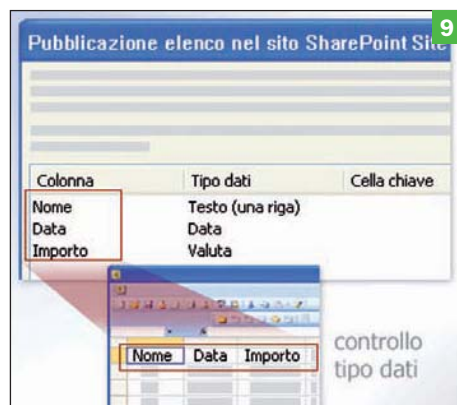 9
Pubblicazione elenco nel sito SharePoint Site
Colonna Tipo dati Cella chiave
Nome Testo (una riga)
Data Data
Importo Valuta
Nome Data Importo
controllo
tipo dati